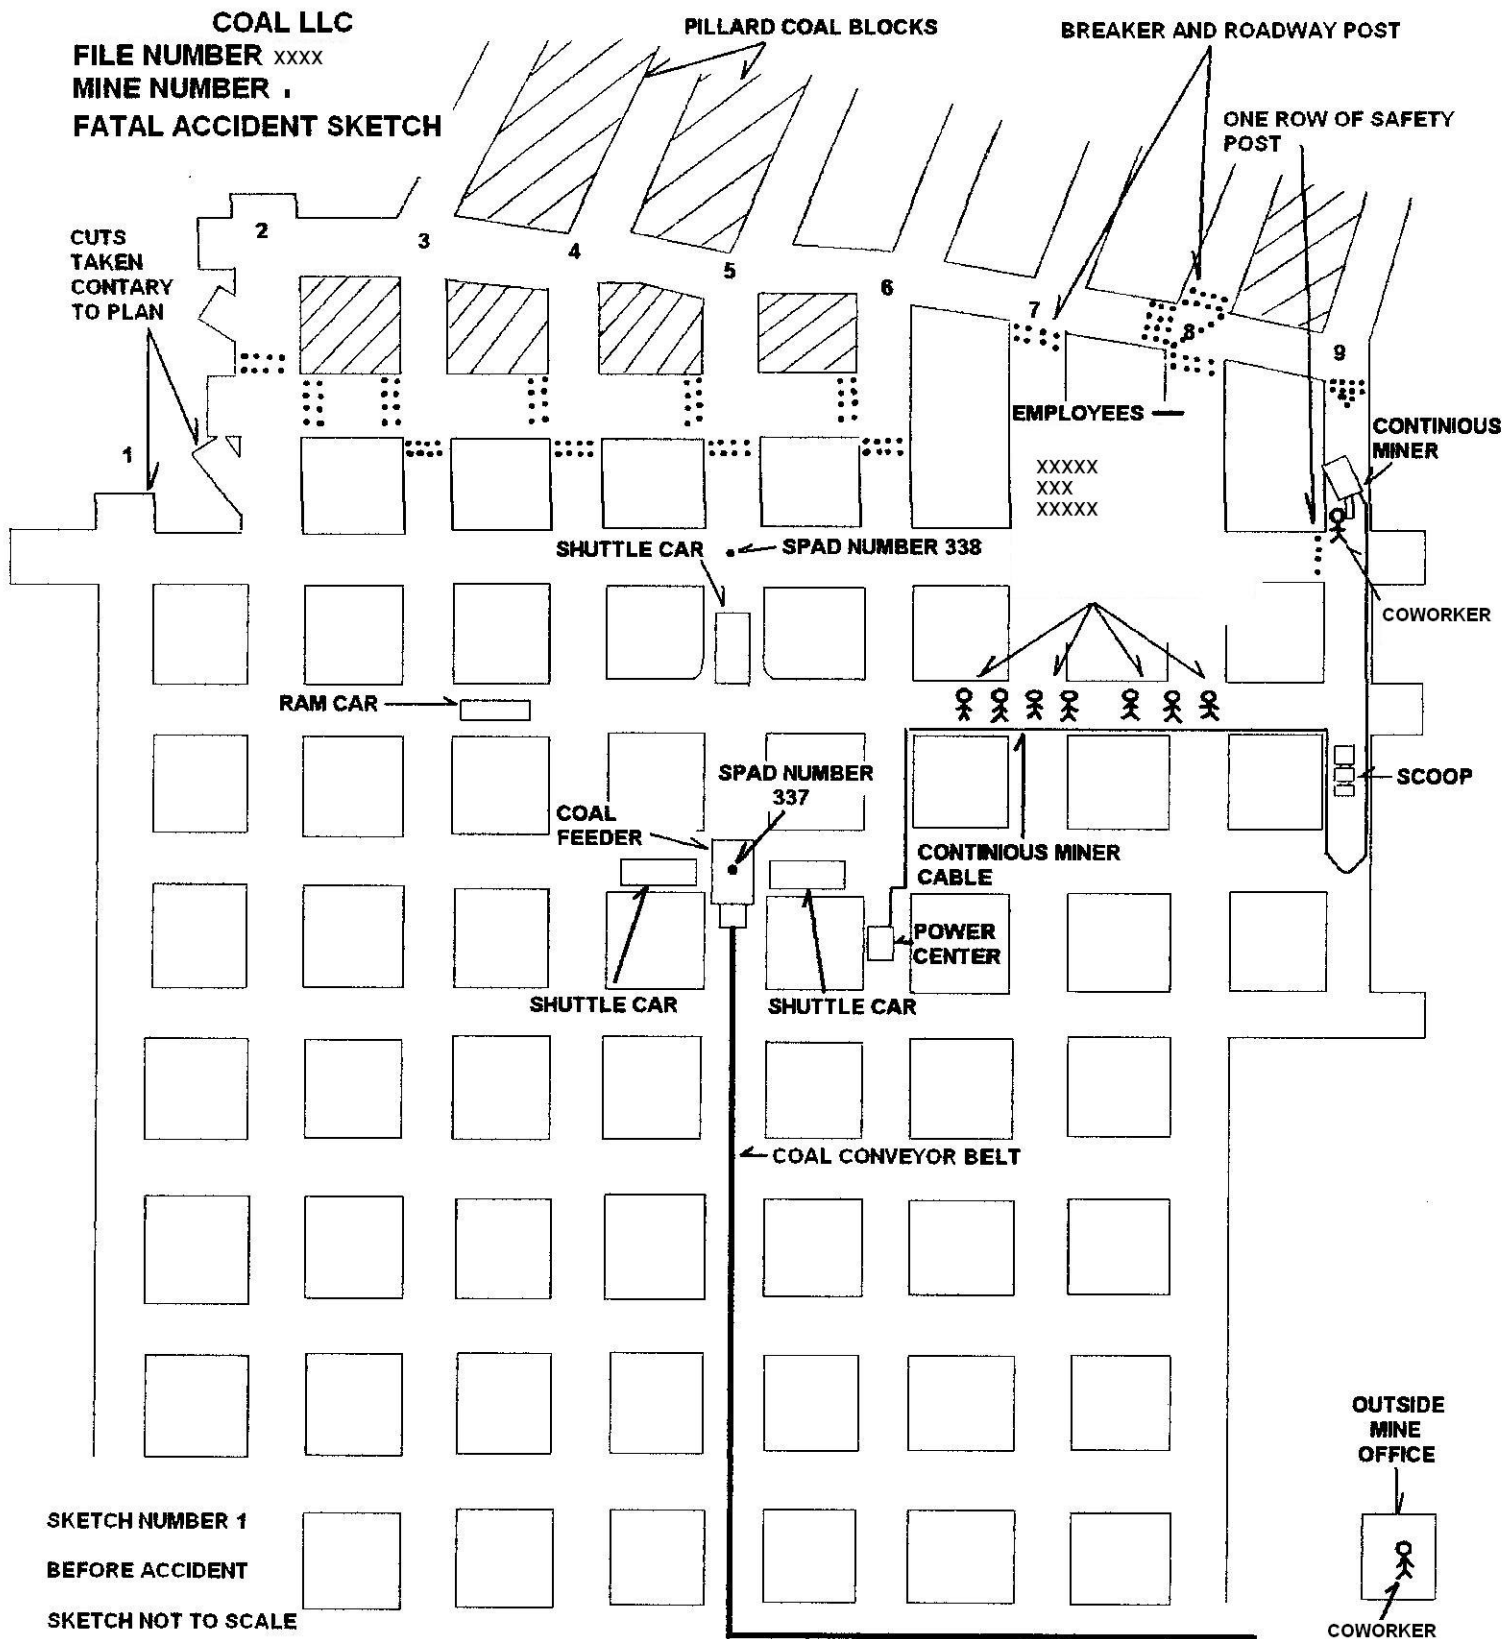 COAL LLC
FILE NUMBER xxxx
MINE NUMBER
FATAL ACCIDENT SKETCH
PILLARD COAL BLOCKS
BREAKER AND ROADWAY POST
ONE ROW OF SAFETY
POST
CUTS
TAKEN
CONTARY
TO PLAN
1
2
3
4
5
6
7
8
9
EMPLOYEES
XXXXX
XXX
XXXXX
CONTINIOUS
MINER
SHUTTLE CAR
SPAD NUMBER 338
COWORKER
RAM CAR
SPAD NUMBER
337
SCOOP
COAL
FEEDER
CONTINIOUS MINER
CABLE
POWER
CENTER
SHUTTLE CAR
SHUTTLE CAR
COAL CONVEYOR BELT
OUTSIDE
MINE
OFFICE
COWORKER
SKETCH NUMBER 1
BEFORE ACCIDENT
SKETCH NOT TO SCALE